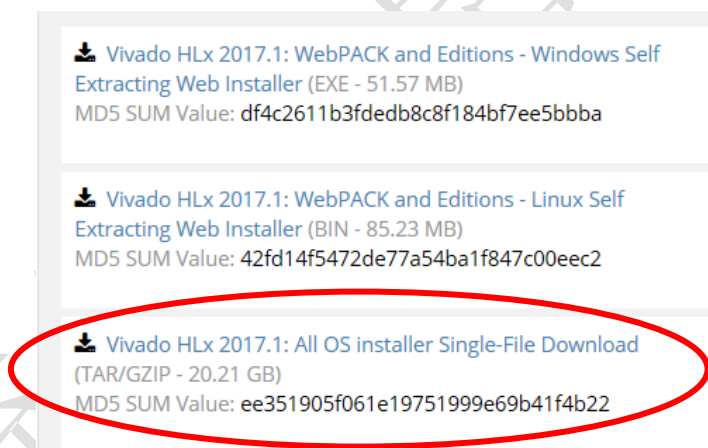 Vivado HLx 2017.1: WebPACK and Editions - Windows Self
Extracting Web Installer (EXE - 51.57 MB)
MD5 SUM Value: df4c2611b3fdedb8c8f184bf7ee5bbba
Vivado HLx 2017.1: WebPACK and Editions - Linux Self
Extracting Web Installer (BIN - 85.23 MB)
MD5 SUM Value: 42fd14f5472de77a54ba1f847c00eec2
Vivado HLx 2017.1: All OS installer Single-File Download
(TAR/GZIP - 20.21 GB)
MD5 SUM Value: ee351905f061e19751999e69b41f4b22